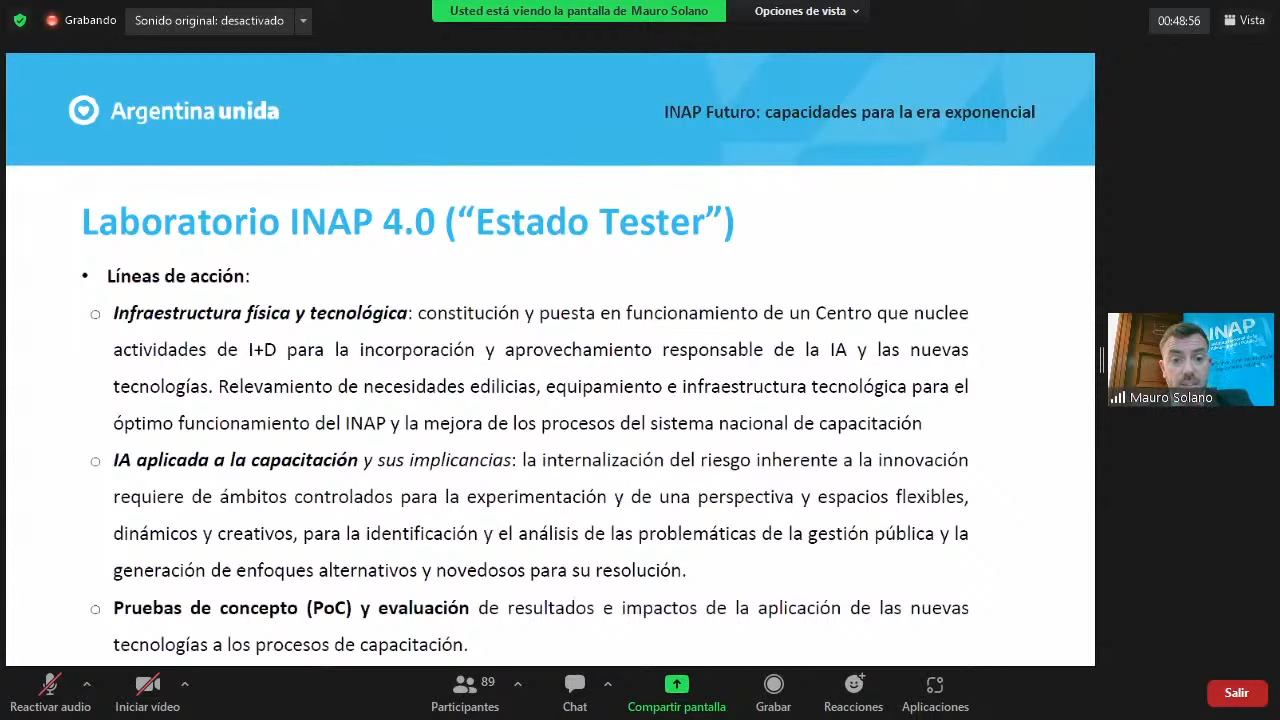 Grabando
Sonido original: desactivado
Usted está viendo la pantalla de Mauro Solano
Opciones de vista
00:48:56
Vista
Argentina unida
INAP Futuro: capacidades para la era exponencial
Laboratorio INAP 4.0 (“Estado Tester”)
• Líneas de acción:
○ Infraestructura física y tecnológica: constitución y puesta en funcionamiento de un Centro que nuclee
actividades de I+D para la incorporación y aprovechamiento responsable de la IA y las nuevas
tecnologías. Relevamiento de necesidades edilicias, equipamiento e infraestructura tecnológica para el
óptimo funcionamiento del INAP y la mejora de los procesos del sistema nacional de capacitación
○ IA aplicada a la capacitación y sus implicancias: la internalización del riesgo inherente a la innovación
requiere de ámbitos controlados para la experimentación y de una perspectiva y espacios flexibles,
dinámicos y creativos, para la identificación y el análisis de las problemáticas de la gestión pública y la
generación de enfoques alternativos y novedosos para su resolución.
○ Pruebas de concepto (PoC) y evaluación de resultados e impactos de la aplicación de las nuevas
tecnologías a los procesos de capacitación.
INAP
Mauro Solano
Reactivar audio
Iniciar vídeo
89
Participantes
Chat
Compartir pantalla
Grabar
Reacciones
Aplicaciones
Salir